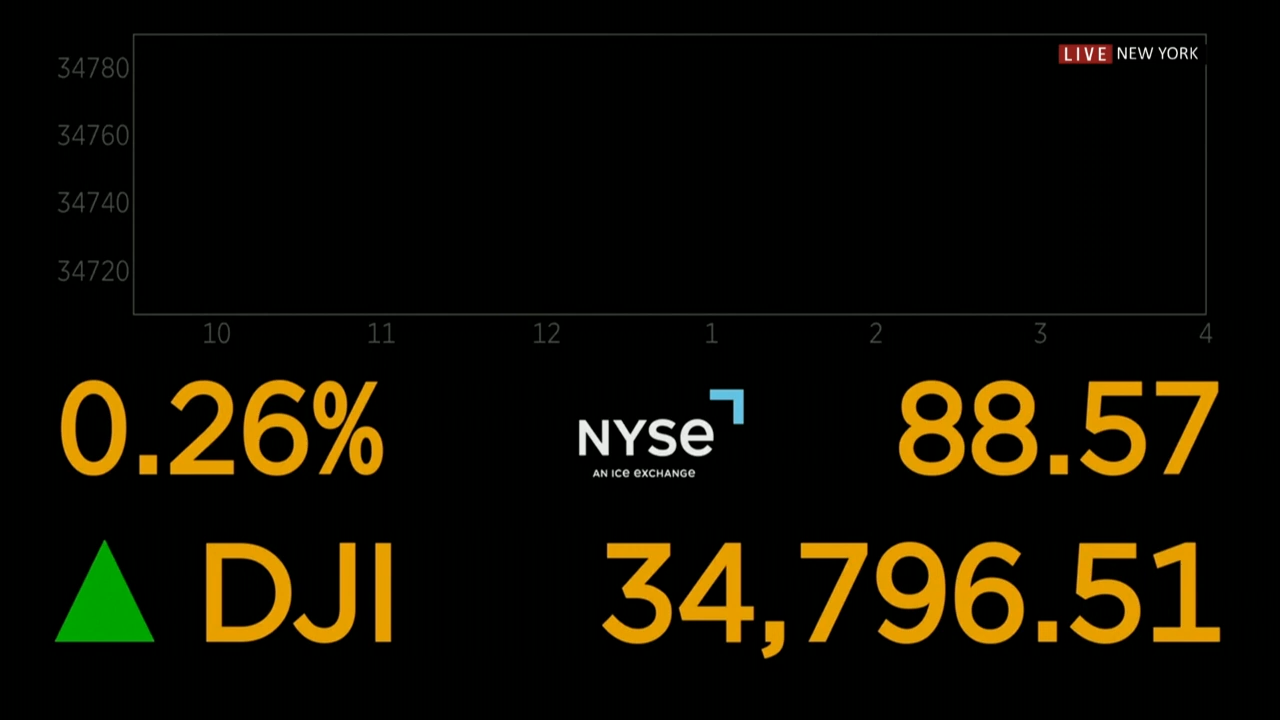 34780
LIVE NEW YORK
34760
34740
34720
10 11 12 1 2 3 4
0.26% NYSE 88.57
AN ICE EXCHANGE
DJI 34,796.51